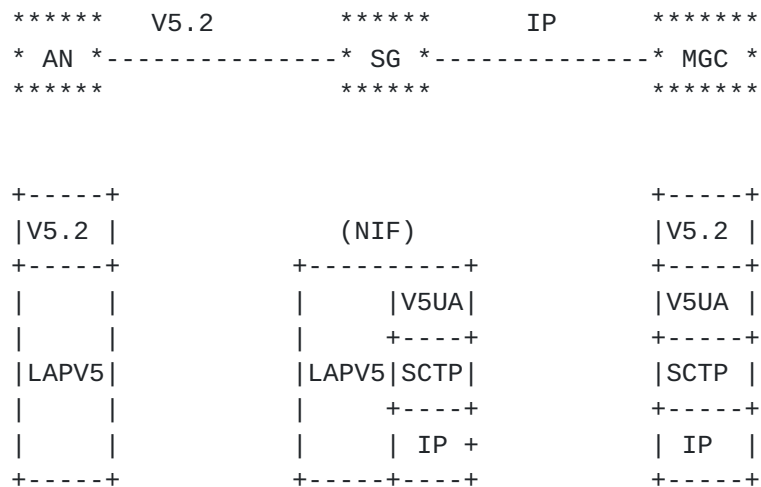 ****** V5.2 ****** IP *******
* AN *---------------* SG *--------------* MGC *
****** ****** *******
+-----+ +-----+
|V5.2 | (NIF) |V5.2 |
+-----+ +----------+ +-----+
| | | |V5UA| |V5UA |
| | | +----+ +-----+
|LAPV5| |LAPV5|SCTP| |SCTP |
| | | +----+ +-----+
| | | | IP + | IP |
+-----+ +-----+----+ +-----+